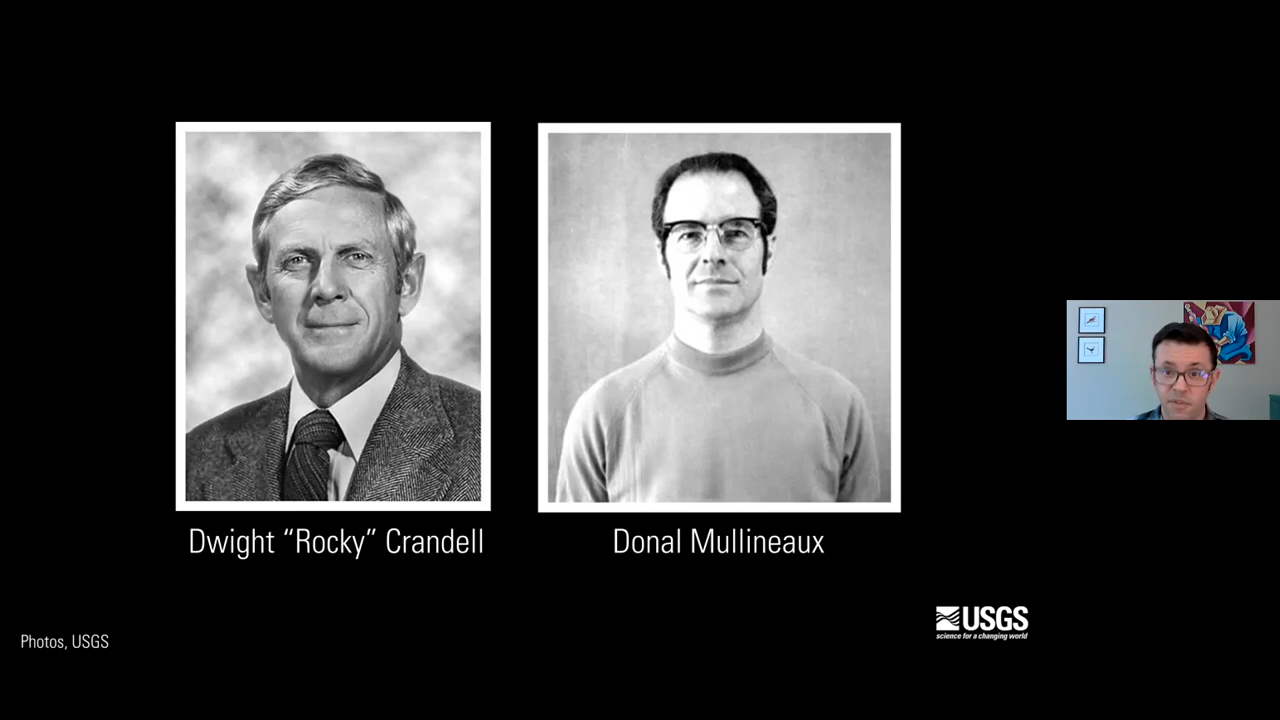 Dwight “Rocky” Crandell
Donal Mullineaux
USGS
science for a changing world
Photos, USGS